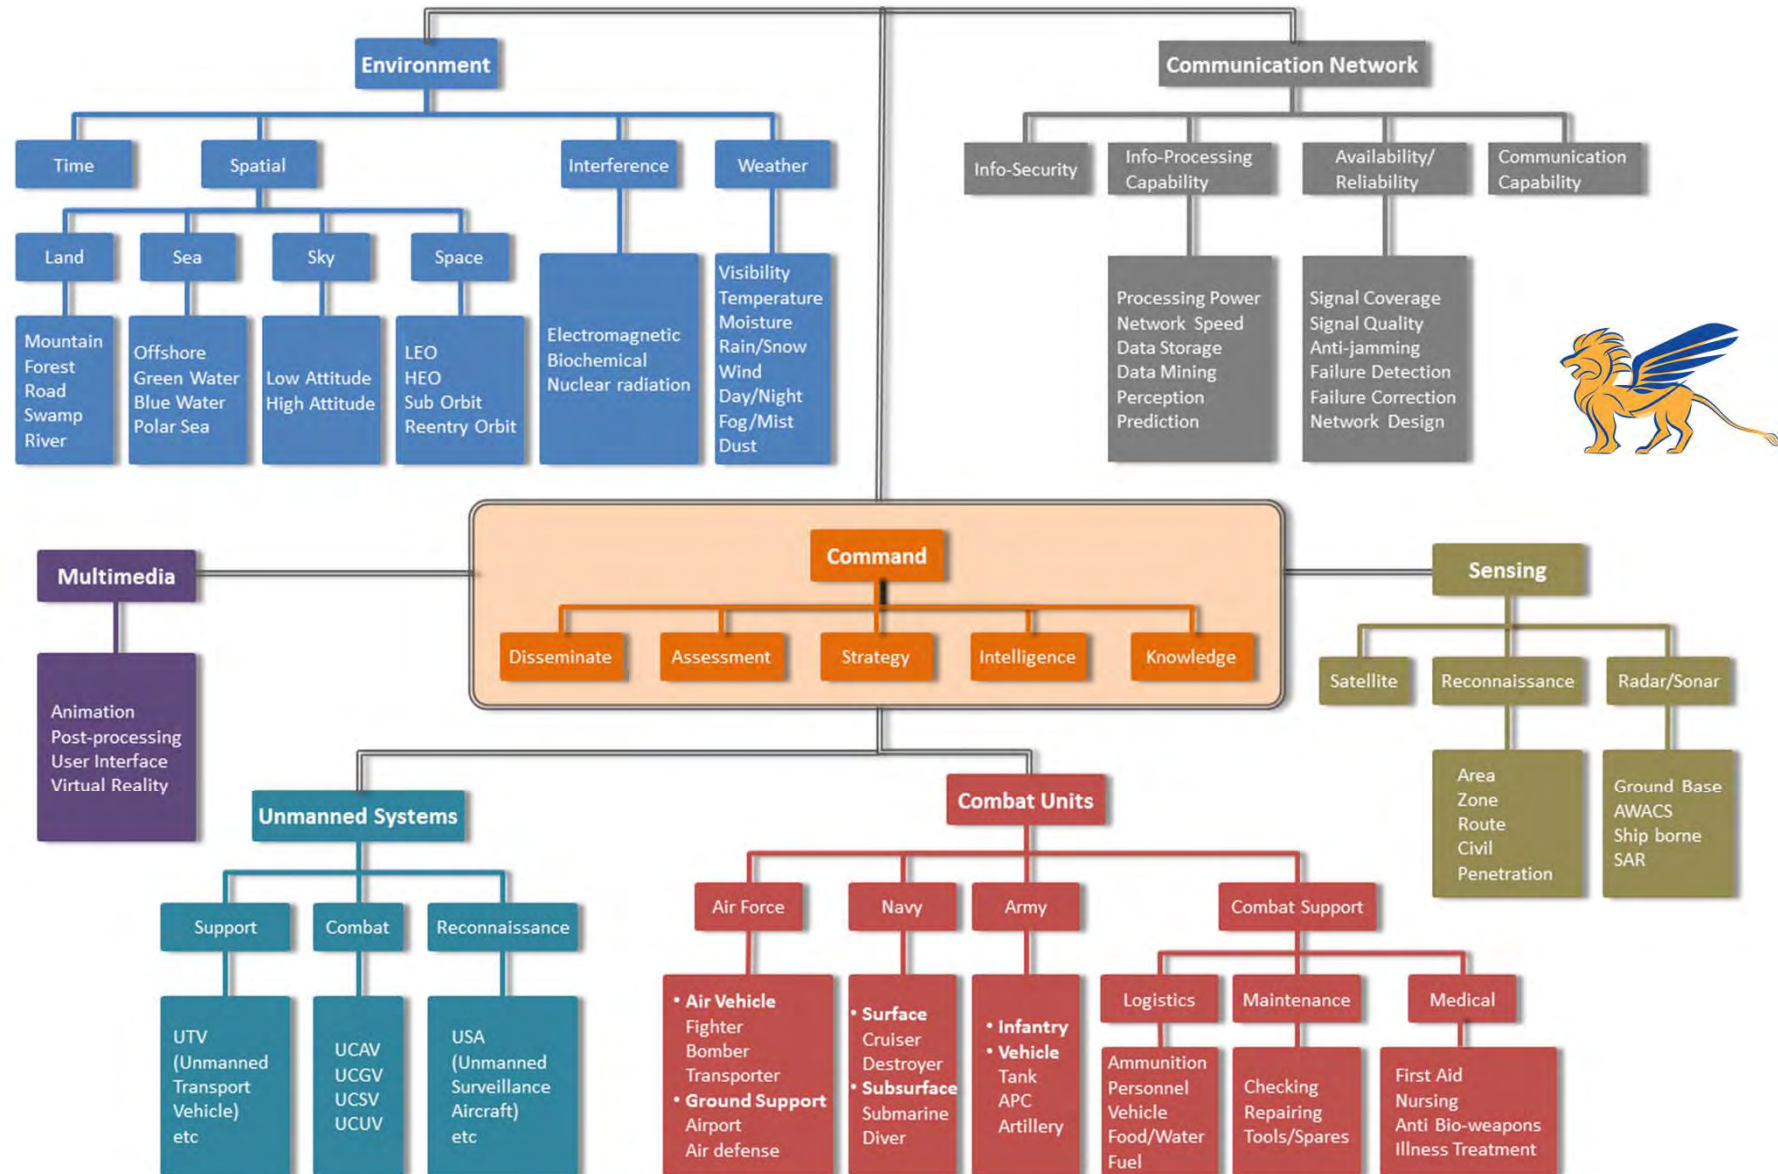 Environment
Communication Network
Time
Spatial
Interference
Weather
Info-Security
Info-Processing
Capability
Availability/
Reliability
Communication
Capability
Land
Sea
Sky
Space
Mountain
Forest
Road
Swamp
River
Offshore
Green Water
Blue Water
Polar Sea
Low Attitude
High Attitude
LEO
HEO
Sub Orbit
Reentry Orbit
Electromagnetic
Biochemical
Nuclear radiation
Visibility
Temperature
Moisture
Rain/Snow
Wind
Day/Night
Fog/Mist
Dust
Processing Power
Network Speed
Data Storage
Data Mining
Perception
Prediction
Signal Coverage
Signal Quality
Anti-jamming
Failure Detection
Failure Correction
Network Design
Multimedia
Animation
Post-processing
User Interface
Virtual Reality
Command
Disseminate
Assessment
Strategy
Intelligence
Knowledge
Sensing
Satellite
Reconnaissance
Radar/Sonar
Area
Zone
Route
Civil
Penetration
Ground Base
AWACS
Ship borne
SAR
Unmanned Systems
Support
Combat
Reconnaissance
UTV
(Unmanned
Transport
Vehicle)
etc
UCAV
UCGV
UCSV
UCUV
USA
(Unmanned
Surveillance
Aircraft)
etc
Combat Units
Air Force
Navy
Army
Combat Support
• Air Vehicle
Fighter
Bomber
Transporter
• Ground Support
Airport
Air defense
• Surface
Cruiser
Destroyer
• Subsurface
Submarine
Diver
• Infantry
• Vehicle
Tank
APC
Artillery
Logistics
Maintenance
Medical
Ammunition
Personnel
Vehicle
Food/Water
Fuel
Checking
Repairing
Tools/Spares
First Aid
Nursing
Anti Bio-weapons
Illness Treatment